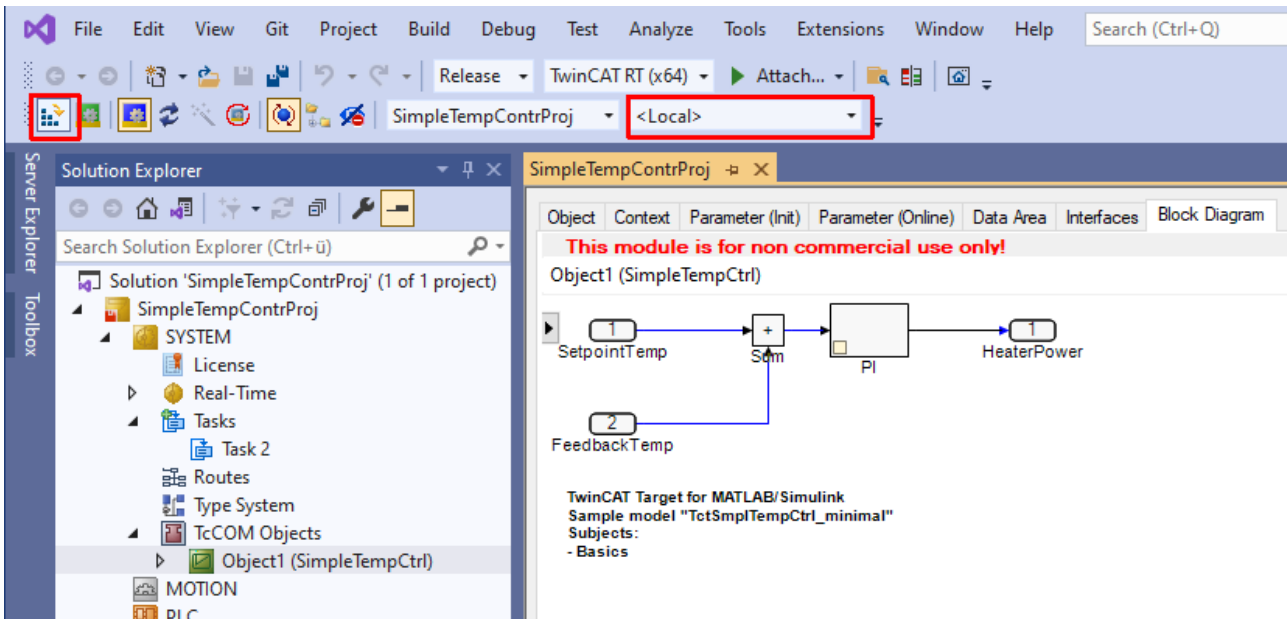 File Edit View Git Project Build Debug Test Analyze Tools Extensions Window Help Search (Ctrl+Q)
Release TwinCAT RT (x64) Attach...
SimpleTempContrProj <Local>
Server Explorer
Toolbox
Solution Explorer
Search Solution Explorer (Ctrl+ü)
Solution 'SimpleTempContrProj' (1 of 1 project)
SimpleTempContrProj
SYSTEM
License
Real-Time
Tasks
Task 2
Routes
Type System
TcCOM Objects
Object1 (SimpleTempCtrl)
MOTION
PLC
SimpleTempContrProj
Object Context Parameter (Init) Parameter (Online) Data Area Interfaces Block Diagram
This module is for non commercial use only!
Object1 (SimpleTempCtrl)
1 + 1
SetpointTemp Sum PI HeaterPower
2
FeedbackTemp
TwinCAT Target for MATLAB/Simulink
Sample model "TctSmplTempCtrl_minimal"
Subjects:
- Basics